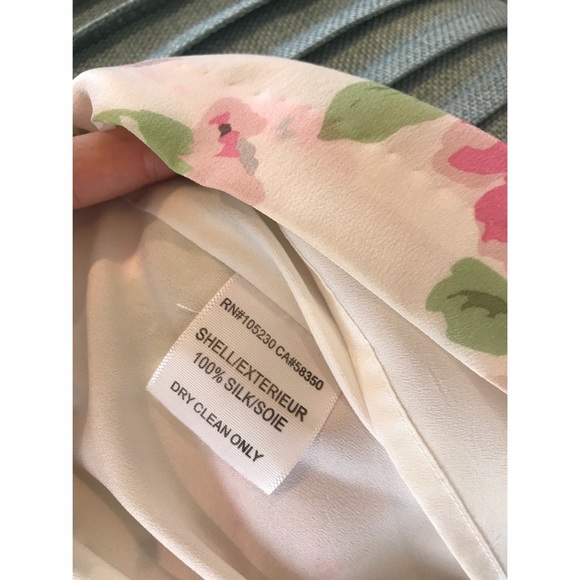 RN#105230 CA#58350
SHELL/EXTERIEUR
100% SILK/SOIE
DRY CLEAN ONLY